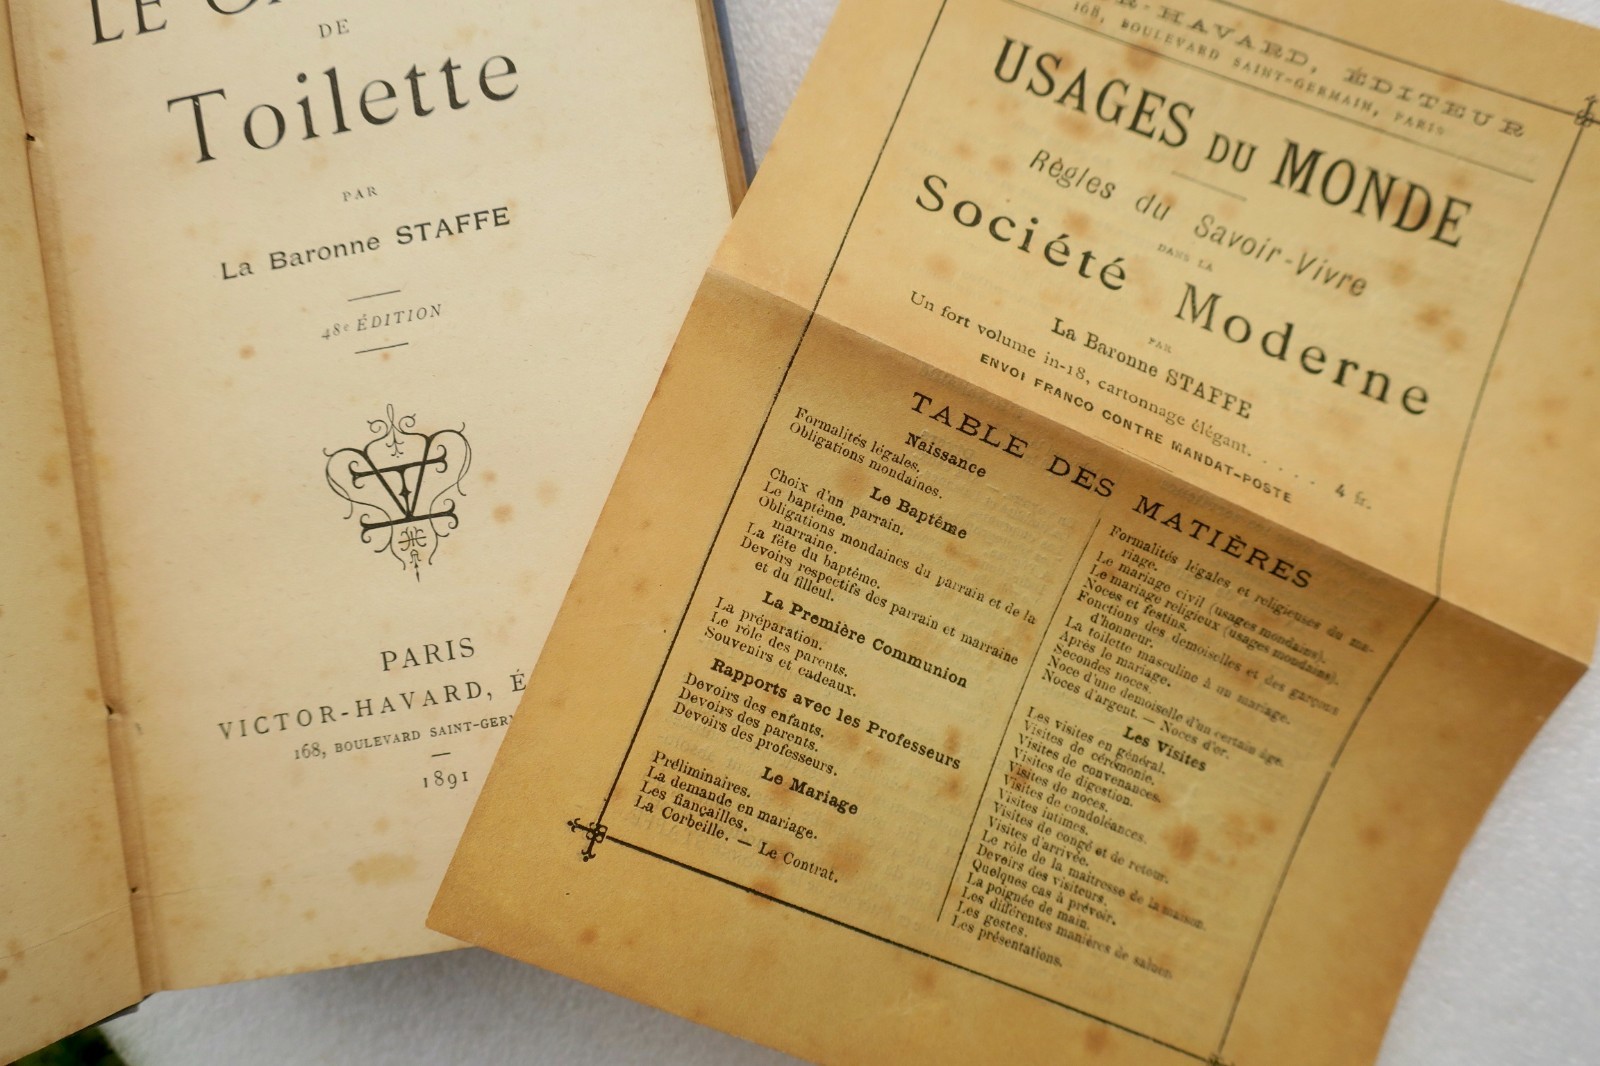 LE
DE
Toilette
PAR
La Baronne STAFFE
48e ÉDITION
PARIS
VICTOR-HAVARD,
168, BOULEVARD
1891
R-HAVARD, ÉDITEUR
168, BOULEVARD SAINT-GERMAIN, PARIS
USAGES DU MONDE
Règles du Savoir-Vivre
DANS LA
Société Moderne
PAR
La Baronne STAFFE
Un fort volume in-18, cartonnage élégant. . . . . 4 fr.
ENVOI FRANCO CONTRE MANDAT-POSTE
TABLE DES MATIÈRES
Naissance
Formalités légales.
Obligations mondaines.
Le Baptême
Choix d'un parrain.
Le baptême.
Obligations mondaines du parrain et de la
marraine.
La fête du baptême.
Devoirs respectifs des parrain et marraine
et du filleul.
La Première Communion
La préparation.
Le rôle des parents.
Souvenirs et cadeaux.
Rapports avec les Professeurs
Devoirs des enfants.
Devoirs des parents.
Devoirs des professeurs.
Le Mariage
Préliminaires.
La demande en mariage.
Les fiançailles.
La Corbeille. — Le Contrat.
Formalités légales et religieuses du ma-
riage.
Le mariage civil (usages mondains).
Le mariage religieux (usages mondains).
Noces et festins.
Fonctions des demoiselles et des garçons
d'honneur.
La toilette masculine à un mariage.
Après le mariage.
Secondes noces.
Noce d'une demoiselle d'un certain âge.
Noces d'argent. — Noces d'or.
Les Visites
Les visites en général.
Visites de cérémonie.
Visites de convenances.
Visites de digestion.
Visites de noces.
Visites de condoléances.
Visites intimes.
Visites de congé et de retour.
Visites d'arrivée.
Le rôle de la maitresse de la maison.
Devoirs des visiteurs.
Quelques cas à prévoir.
La poignée de main.
Les différentes manières de saluer.
Les gestes.
Les présentations.